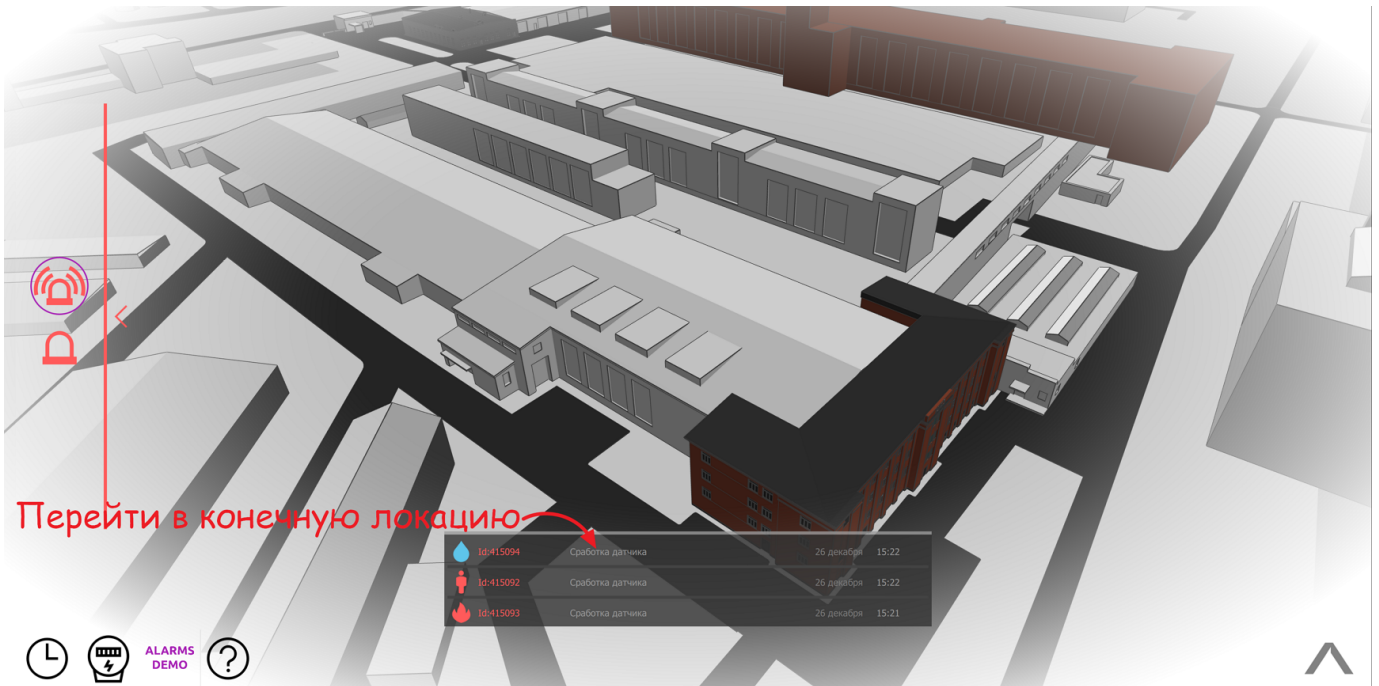 Перейти в конечную локацию
Id:415094 Сработка датчика 26 декабря 15:22
Id:415092 Сработка датчика 26 декабря 15:22
Id:415093 Сработка датчика 26 декабря 15:21
ALARMS
DEMO
?